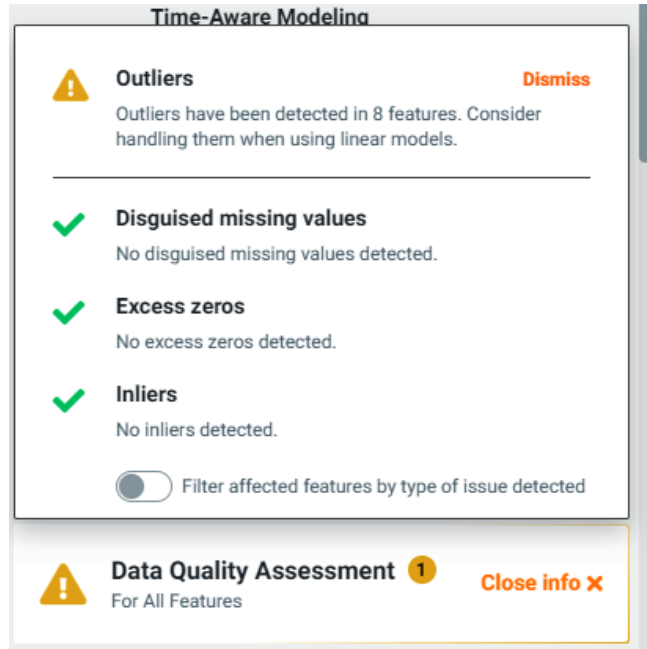 Time-Aware Modeling
Outliers
Dismiss
Outliers have been detected in 8 features. Consider
handling them when using linear models.
Disguised missing values
No disguised missing values detected.
Excess zeros
No excess zeros detected.
Inliers
No inliers detected.
Filter affected features by type of issue detected
Data Quality Assessment 1
Close info ×
For All Features